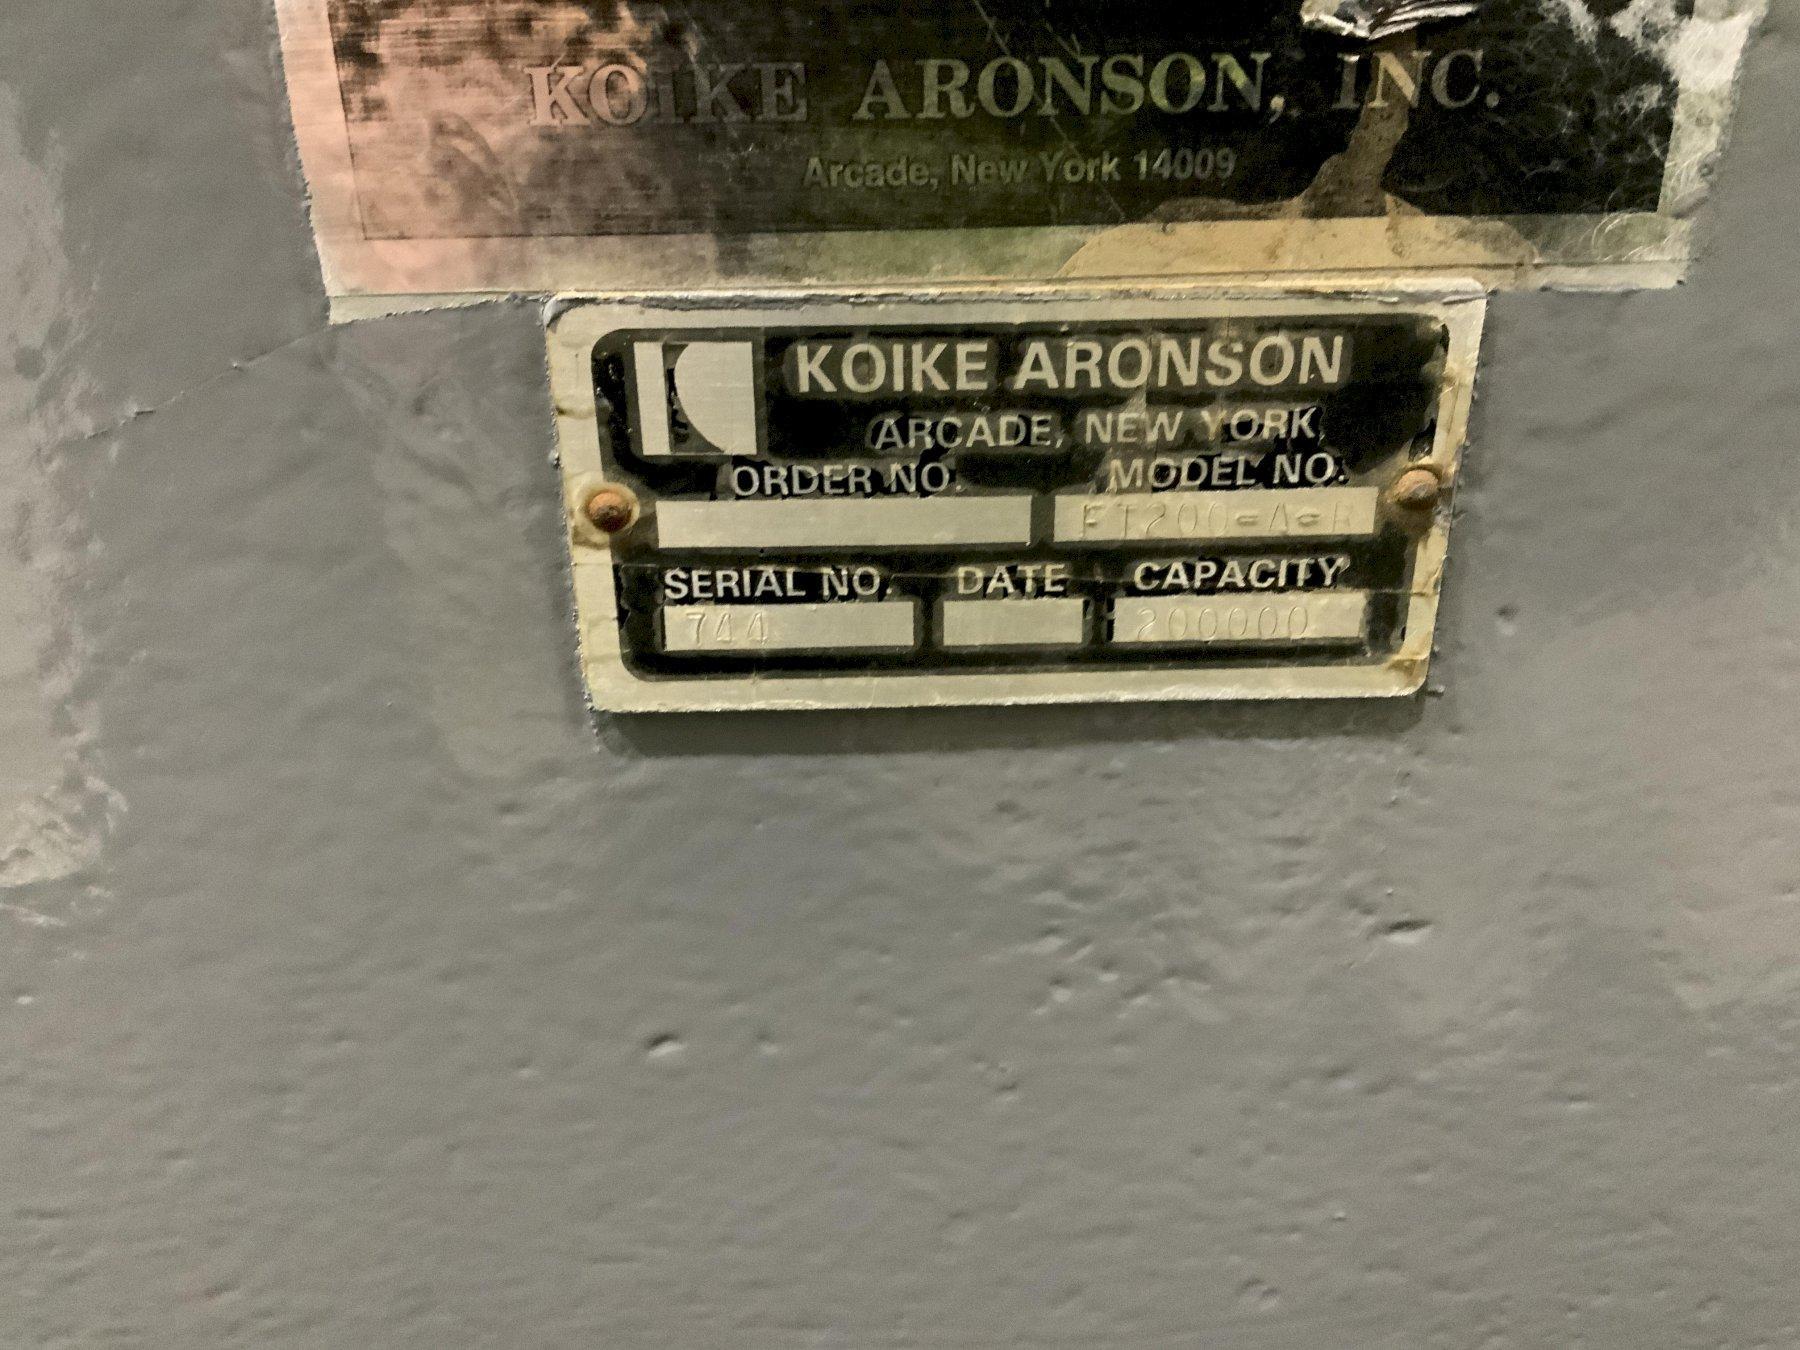 KOIKE ARONSON, INC.
Arcade, New York 14009
KOIKE ARONSON
ARCADE, NEW YORK,
ORDER NO. MODEL NO.
FT200-A-R
SERIAL NO. DATE CAPACITY
744 200000